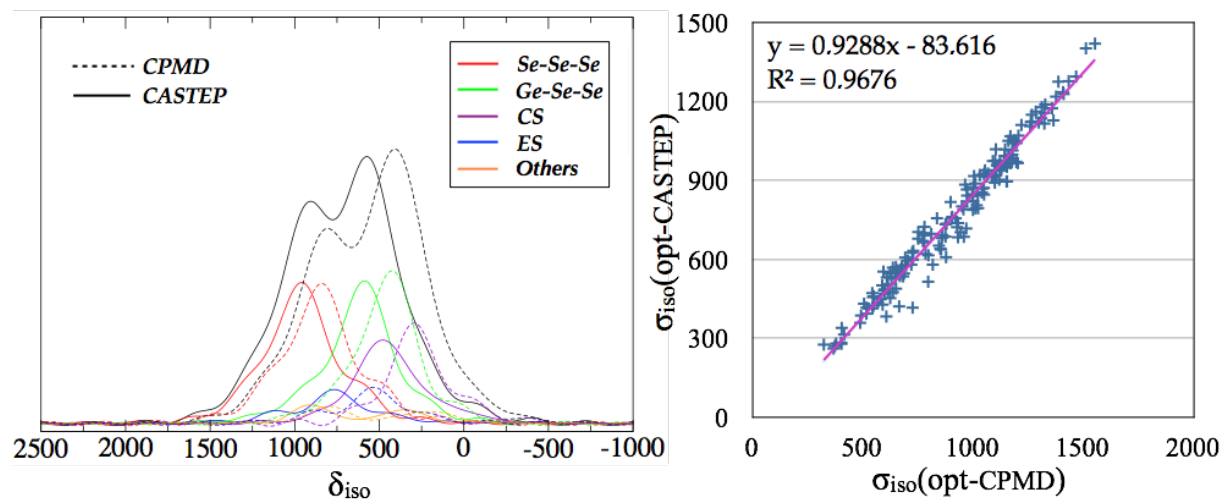 CPMD
CASTEP
Se-Se-Se
Ge-Se-Se
CS
ES
Others
2500 2000 1500 1000 500 0 -500 -1000
δiso
y = 0.9288x - 83.616
R² = 0.9676
1500
1200
900
600
300
0
0 500 1000 1500 2000
σiso(opt-CASTEP)
σiso(opt-CPMD)